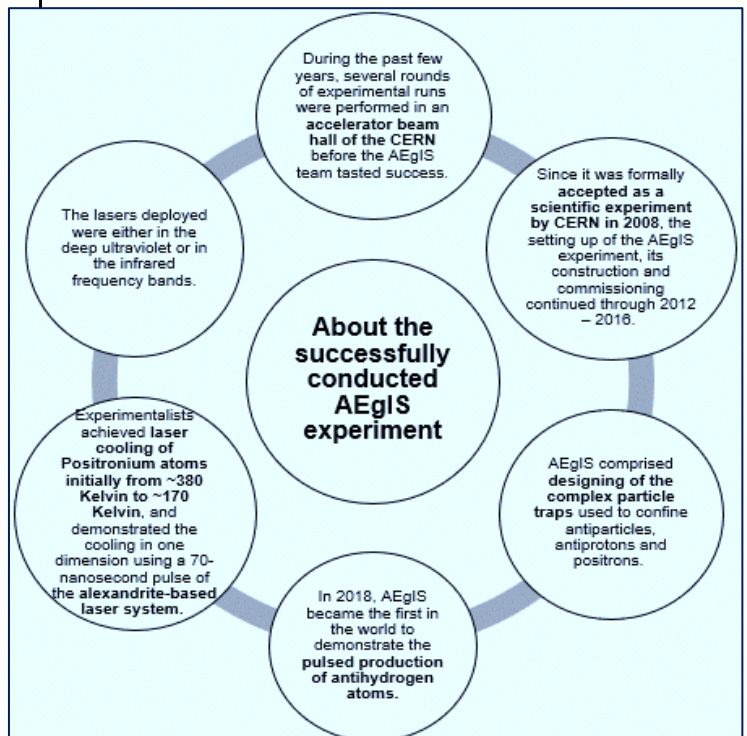 During the past few
years, several rounds
of experimental runs
were performed in an
accelerator beam
hall of the CERN
before the AEgIS
team tasted success.
Since it was formally
accepted as a
scientific experiment
by CERN in 2008, the
setting up of the AEgIS
experiment, its
construction and
commissioning
continued through 2012
– 2016.
AEgIS comprised
designing of the
complex particle
traps used to confine
antiparticles,
antiprotons and
positrons.
In 2018, AEgIS
became the first in
the world to
demonstrate the
pulsed production
of antihydrogen
atoms.
Experimentalists
achieved laser
cooling of
Positronium atoms
initially from ~380
Kelvin to ~170
Kelvin, and
demonstrated the
cooling in one
dimension using a 70-
nanosecond pulse of
the alexandrite-based
laser system.
The lasers deployed
were either in the
deep ultraviolet or in
the infrared
frequency bands.
About the
successfully
conducted
AEgIS
experiment